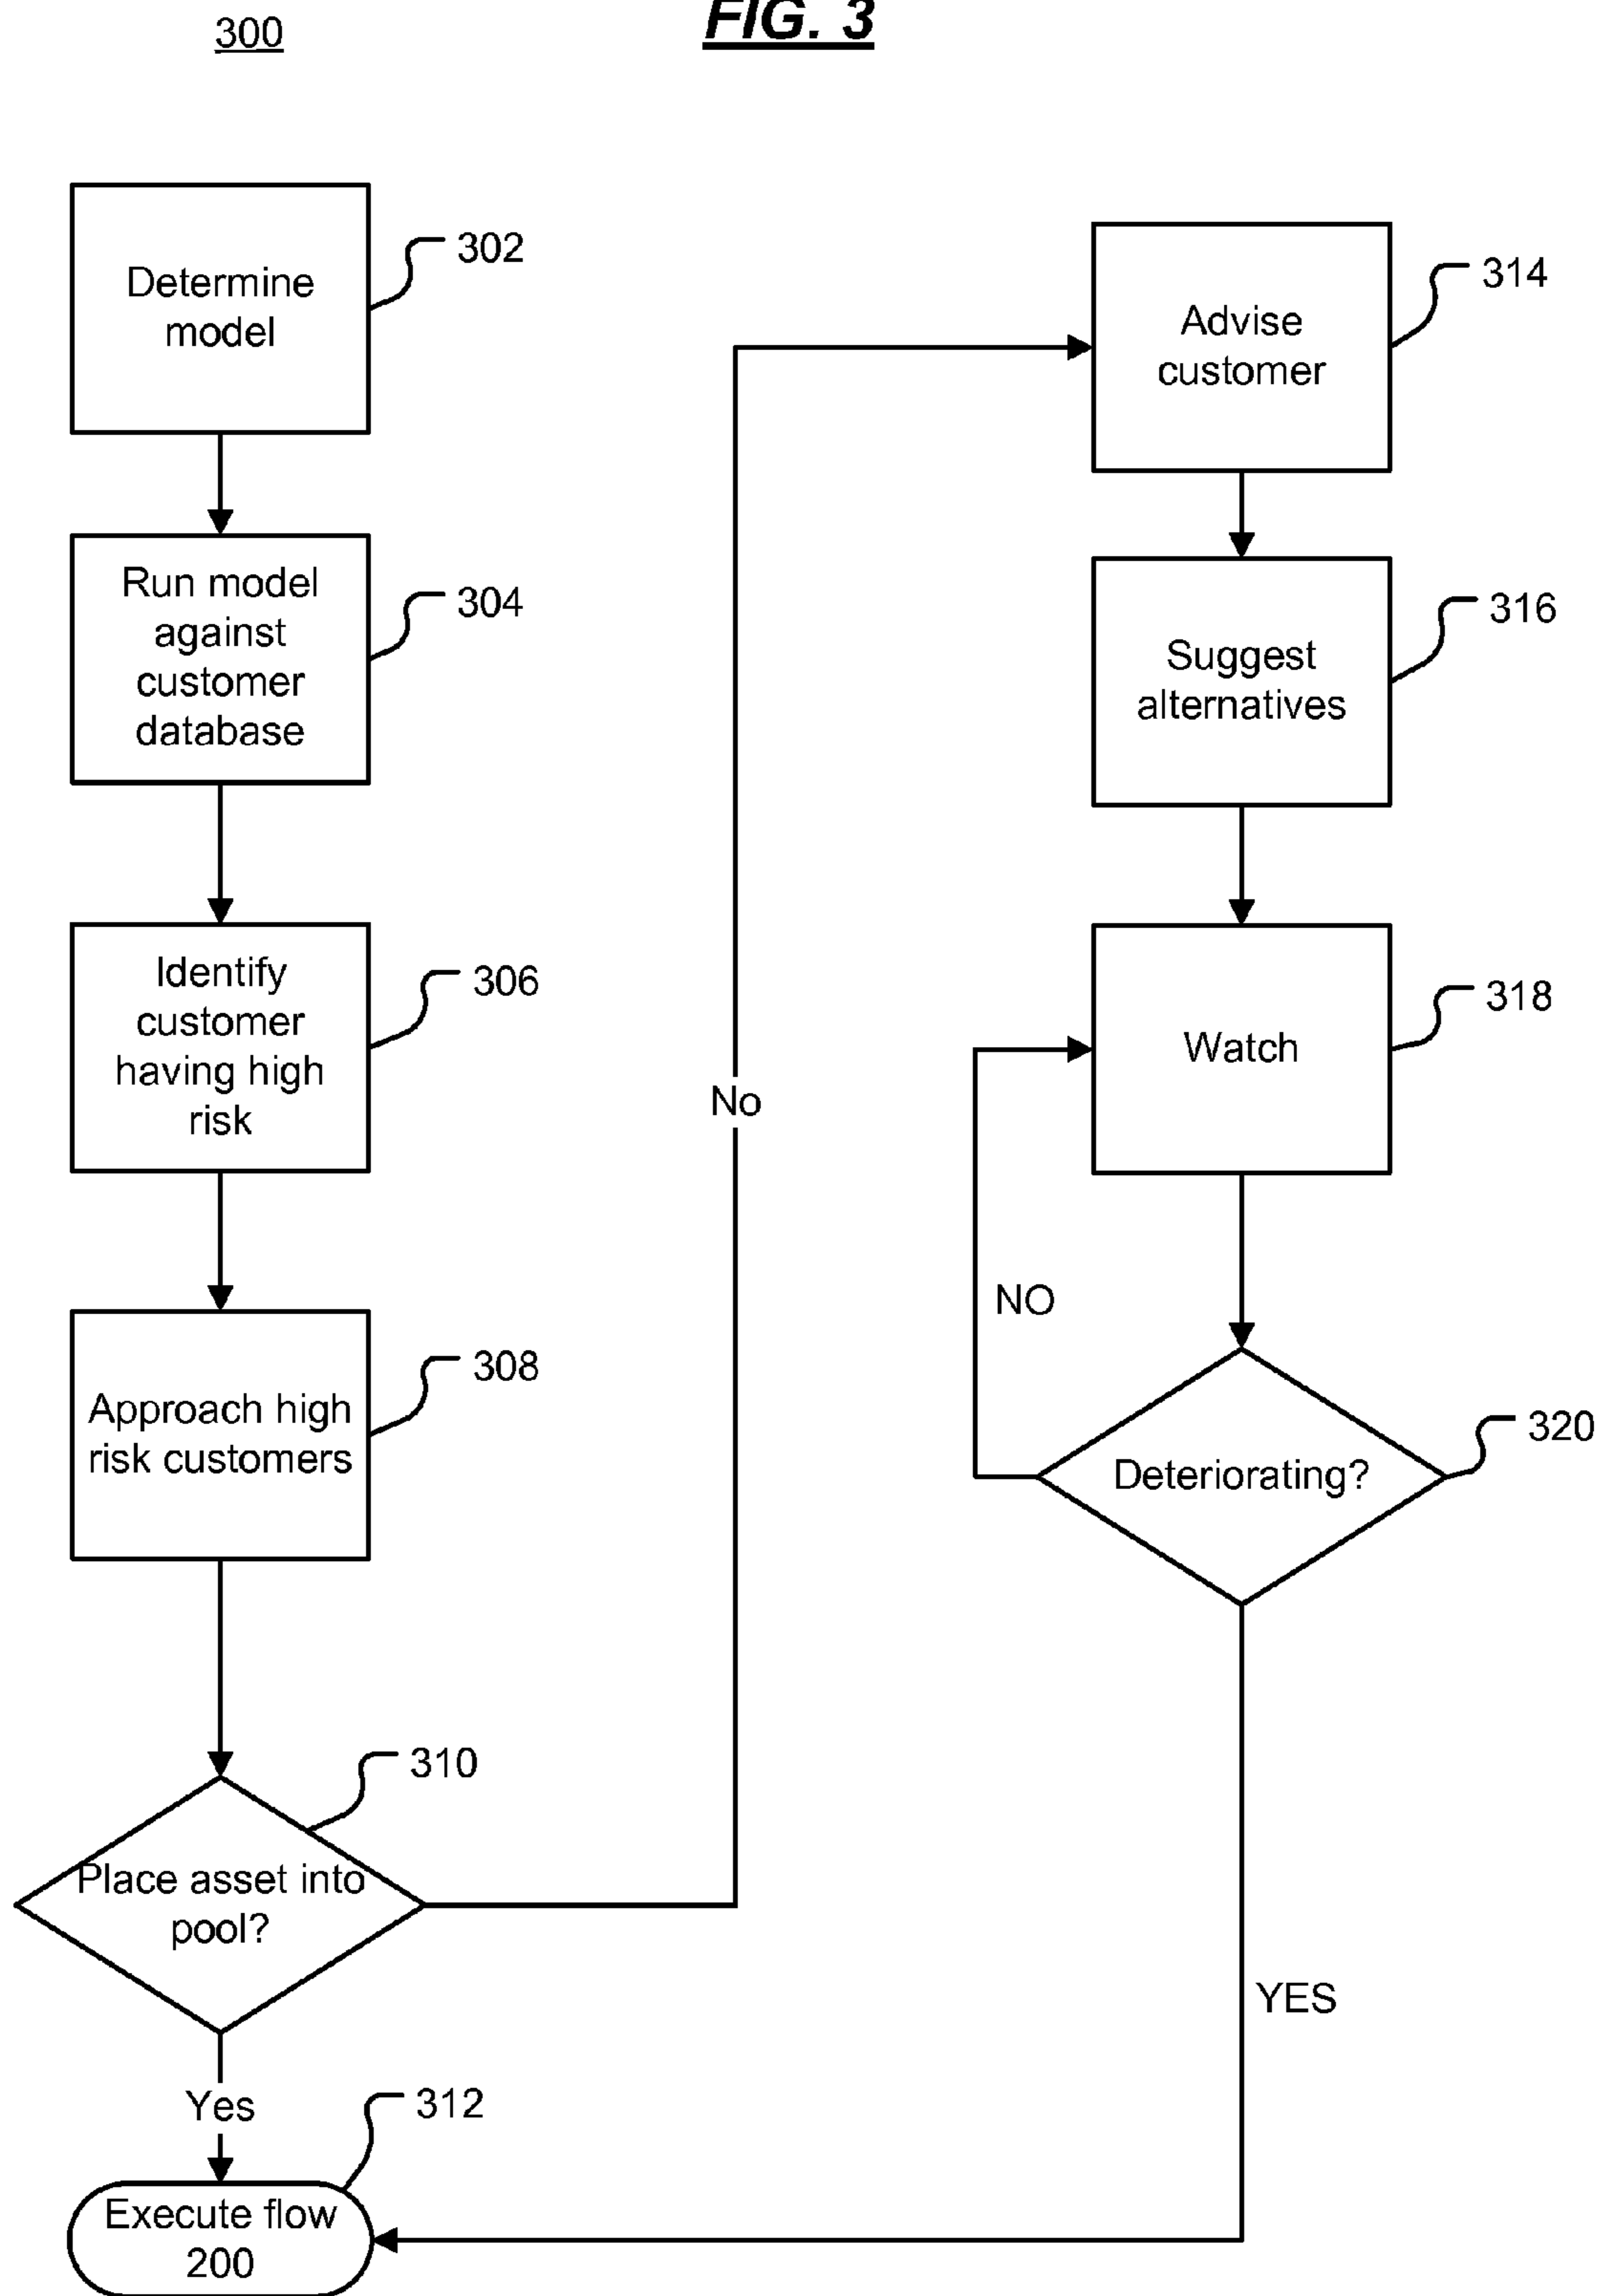 300
FIG. 3
Determine
model
302
Run model
against
customer
database
304
Identify
customer
having high
risk
306
Approach high
risk customers
308
Place asset into
pool?
310
Yes
Execute flow
200
312
No
Advise
customer
314
Suggest
alternatives
316
Watch
318
NO
Deteriorating?
320
YES